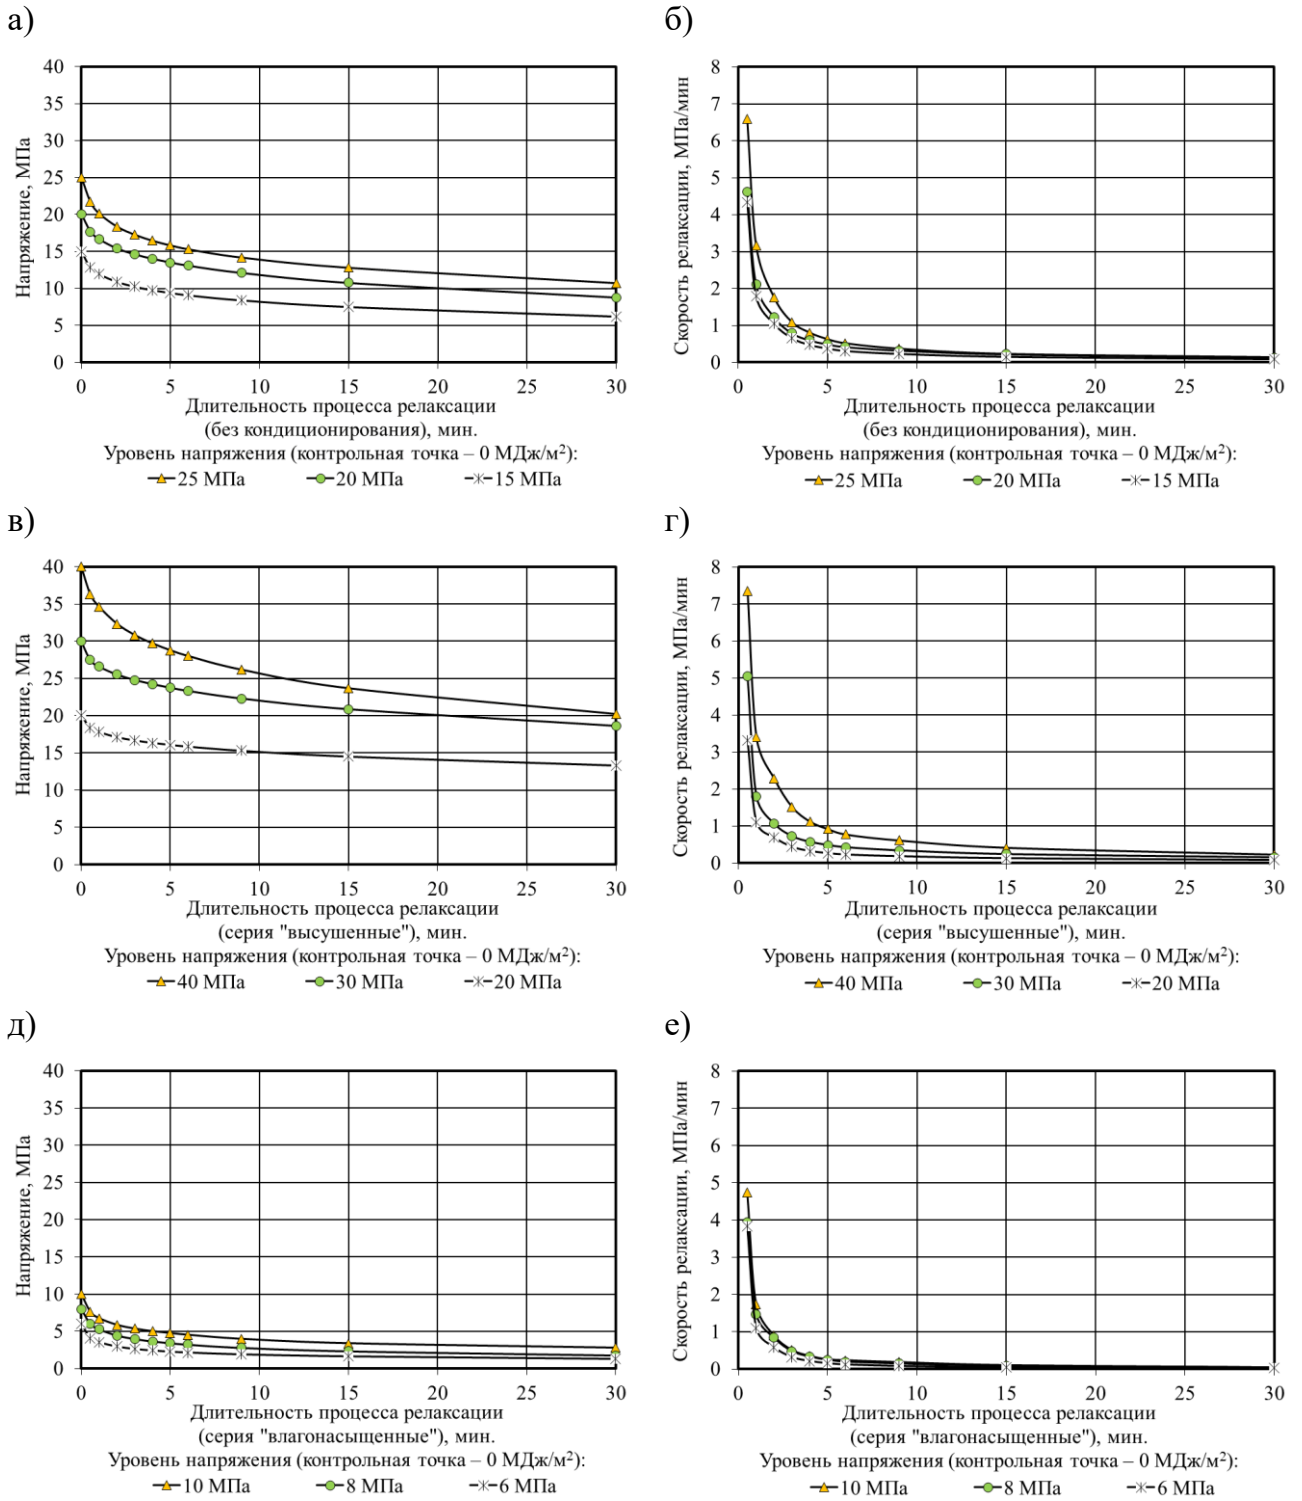 а)
б)
Напряжение, МПа
40
35
30
25
20
15
10
5
0
0 5 10 15 20 25 30
Длительность процесса релаксации
(без кондиционирования), мин.
Уровень напряжения (контрольная точка – 0 МДж/м²):
25 МПа 20 МПа 15 МПа
Скорость релаксации, МПа/мин
8
7
6
5
4
3
2
1
0
0 5 10 15 20 25 30
Длительность процесса релаксации
(без кондиционирования), мин.
Уровень напряжения (контрольная точка – 0 МДж/м²):
25 МПа 20 МПа 15 МПа
в)
г)
Напряжение, МПа
40
35
30
25
20
15
10
5
0
0 5 10 15 20 25 30
Длительность процесса релаксации
(серия "высушенные"), мин.
Уровень напряжения (контрольная точка – 0 МДж/м²):
40 МПа 30 МПа 20 МПа
Скорость релаксации, МПа/мин
8
7
6
5
4
3
2
1
0
0 5 10 15 20 25 30
Длительность процесса релаксации
(серия "высушенные"), мин.
Уровень напряжения (контрольная точка – 0 МДж/м²):
40 МПа 30 МПа 20 МПа
д)
е)
Напряжение, МПа
40
35
30
25
20
15
10
5
0
0 5 10 15 20 25 30
Длительность процесса релаксации
(серия "влагонасыщенные"), мин.
Уровень напряжения (контрольная точка – 0 МДж/м²):
10 МПа 8 МПа 6 МПа
Скорость релаксации, МПа/мин
8
7
6
5
4
3
2
1
0
0 5 10 15 20 25 30
Длительность процесса релаксации
(серия "влагонасыщенные"), мин.
Уровень напряжения (контрольная точка – 0 МДж/м²):
10 МПа 8 МПа 6 МПа